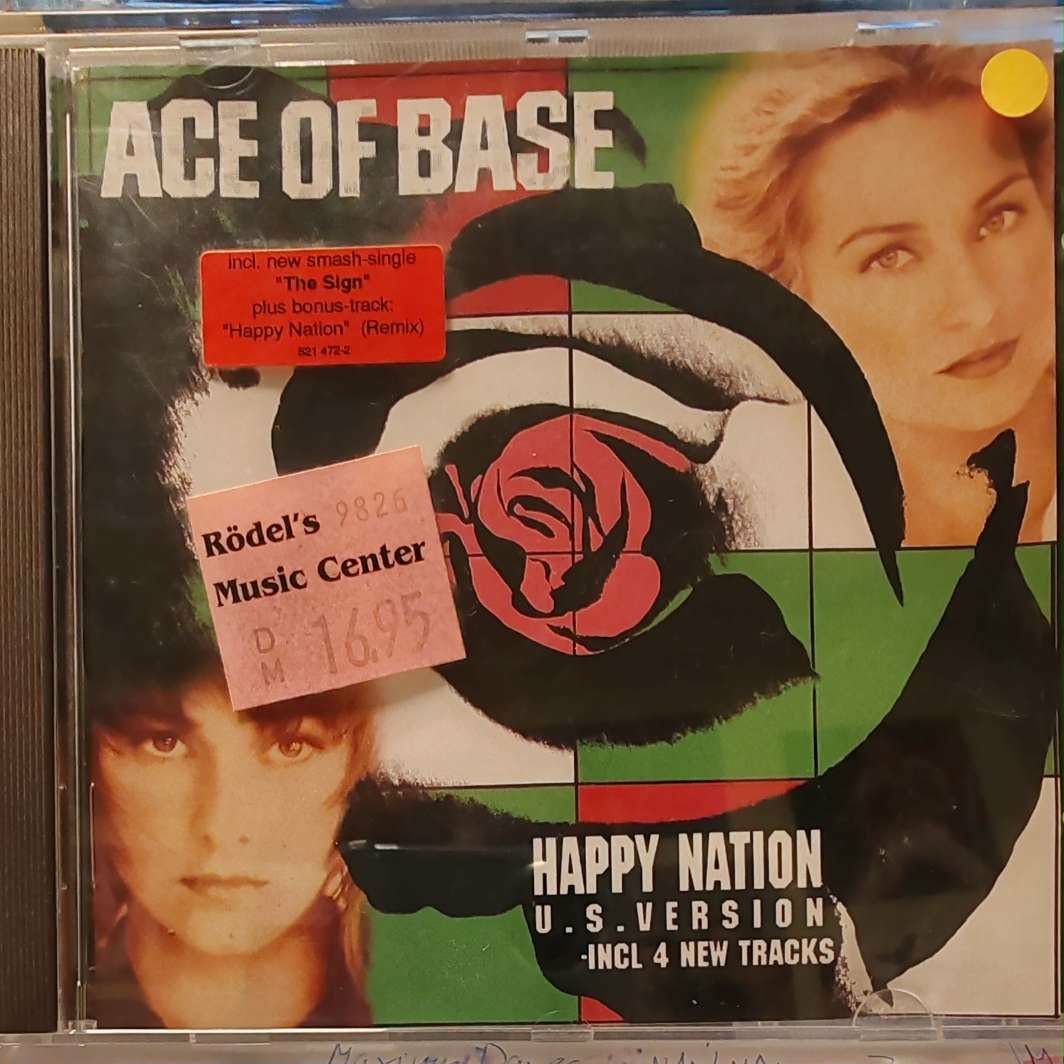 ACE OF BASE
incl. new smash-single
"The Sign"
plus bonus-track:
"Happy Nation" (Remix)
521 472-2
Rödel's 9826
Music Center
DM 16.95
HAPPY NATION
U.S.VERSION
-INCL 4 NEW TRACKS